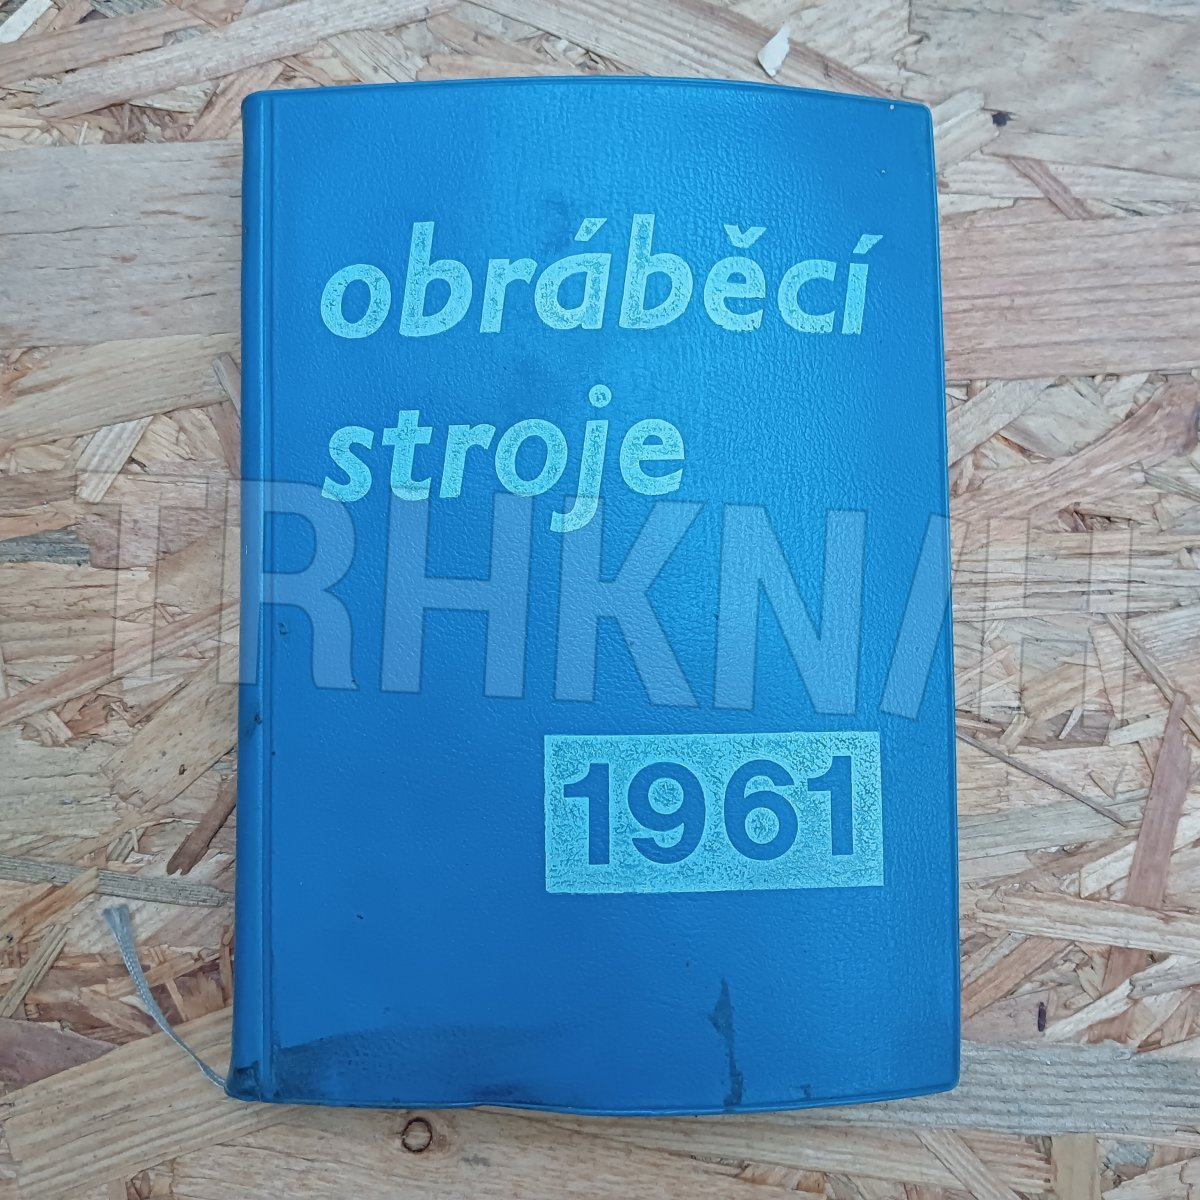 obráběcí
stroje
TRHKNIH
1961